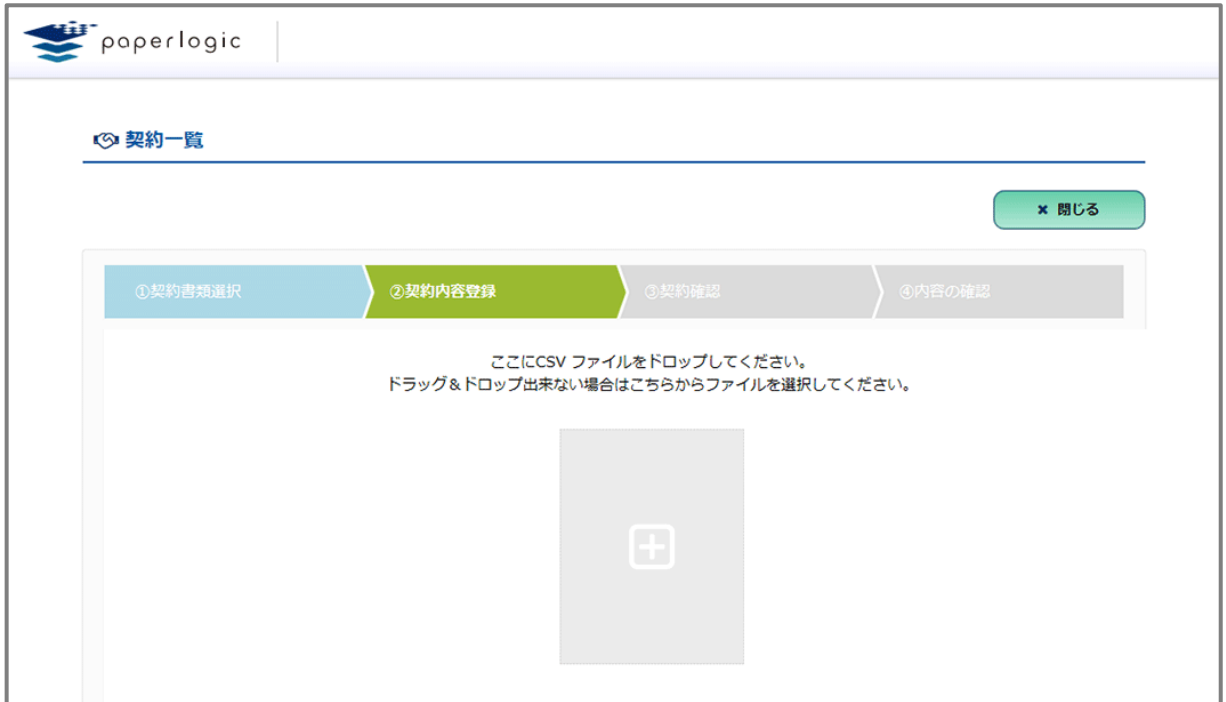 paperlogic
契約一覧
✖ 閉じる
①契約書類選択
②契約内容登録
③契約確認
④内容の確認
ここにCSV ファイルをドロップしてください。
ドラッグ＆ドロップ出来ない場合はこちらからファイルを選択してください。